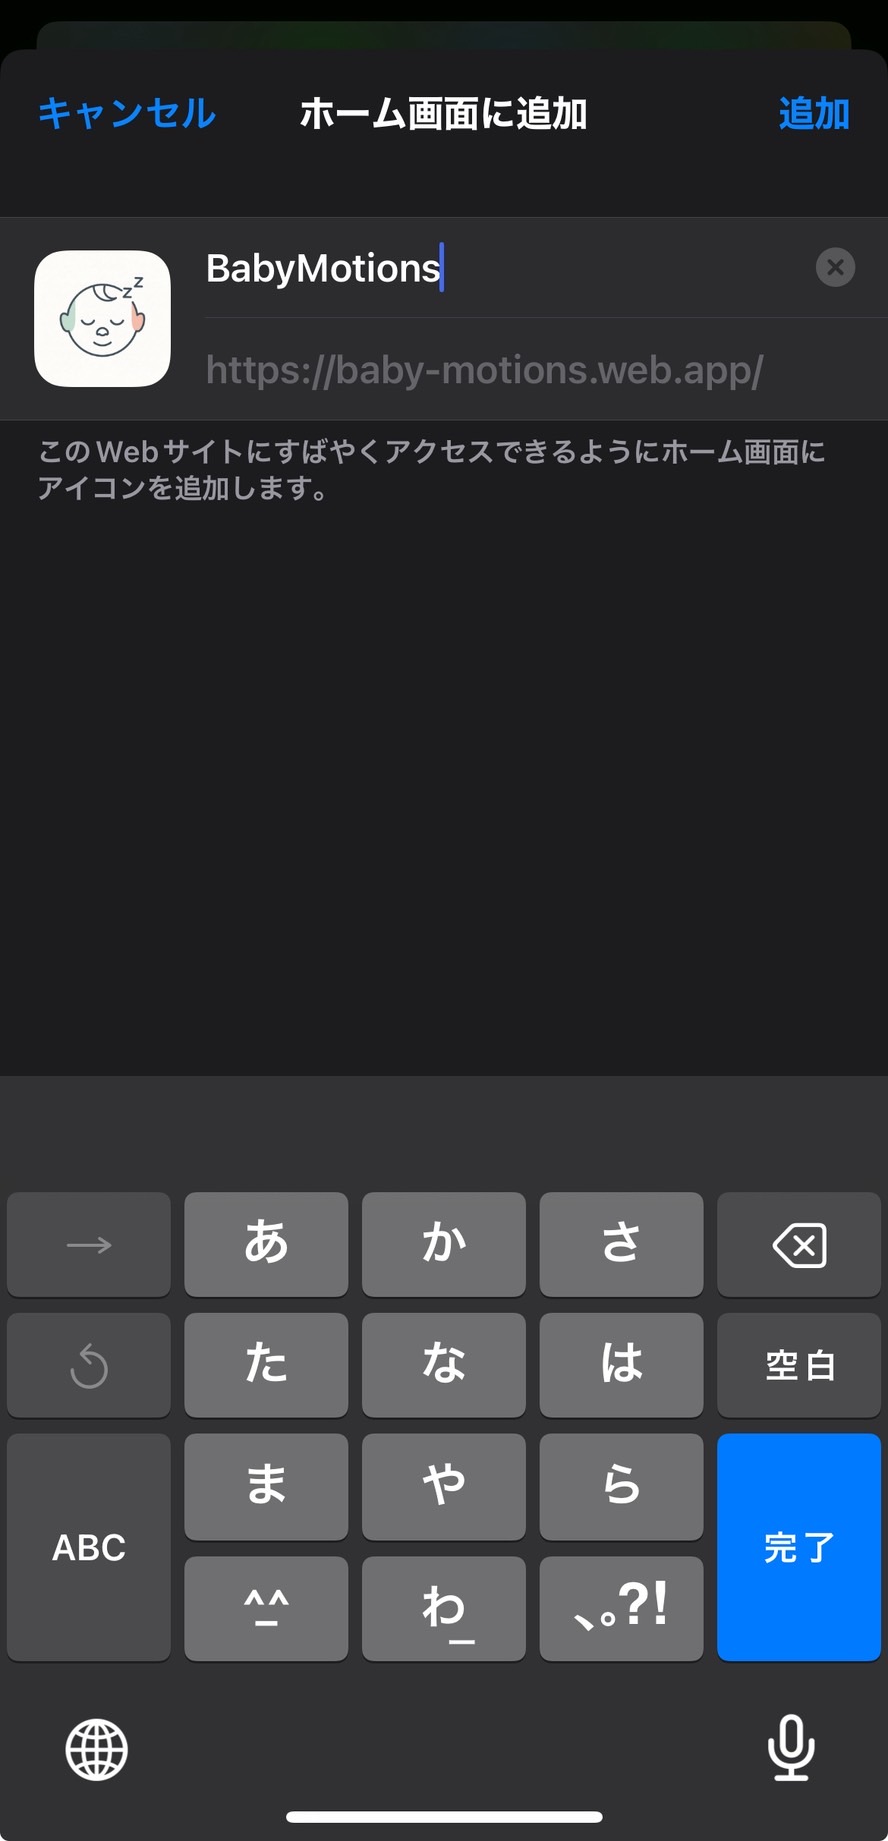 キャンセル ホーム画面に追加 追加
BabyMotions
https://baby-motions.web.app/
このWebサイトにすばやくアクセスできるようにホーム画面に
アイコンを追加します。
→ あ か さ
た な は 空白
ま や ら
ABC 完了
^_^ わ_ 、。?!
zz